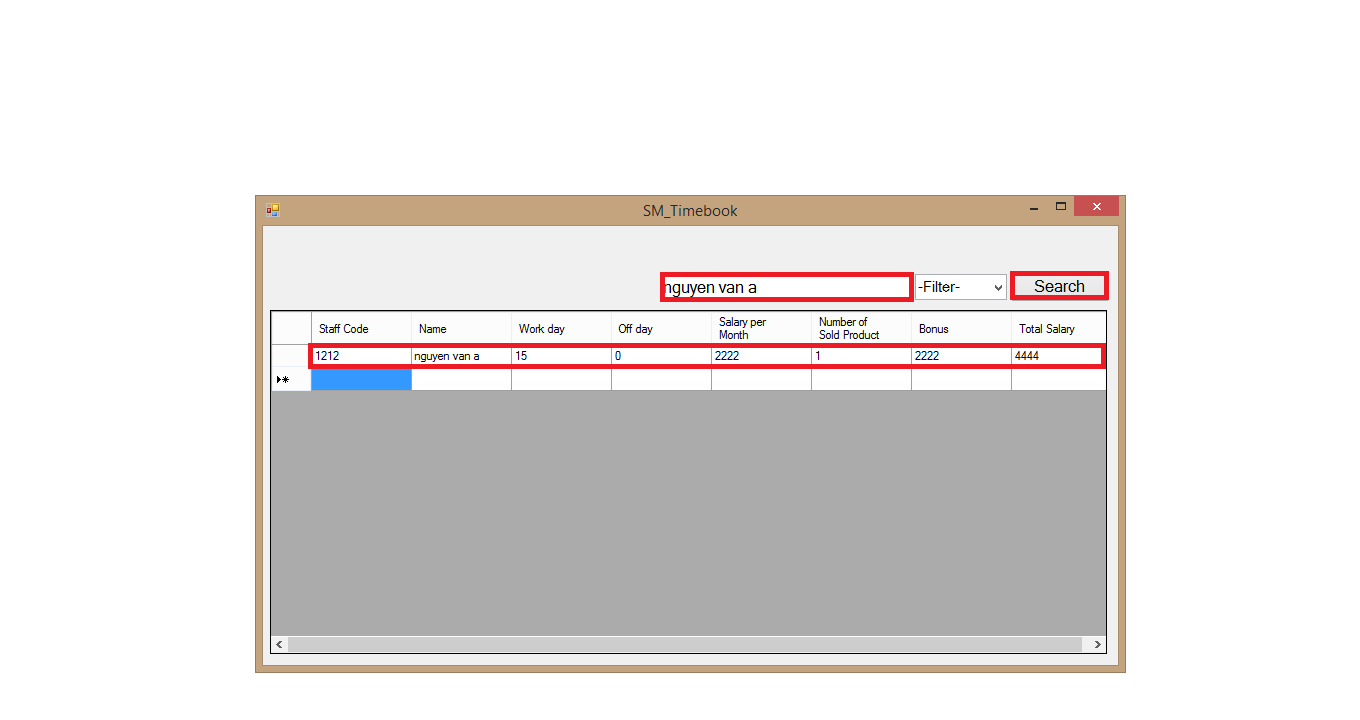 SM_Timebook
nguyen van a -Filter- Search
Staff Code Name Work day Off day Salary per Month Number of Sold Product Bonus Total Salary
1212 nguyen van a 15 0 2222 1 2222 4444